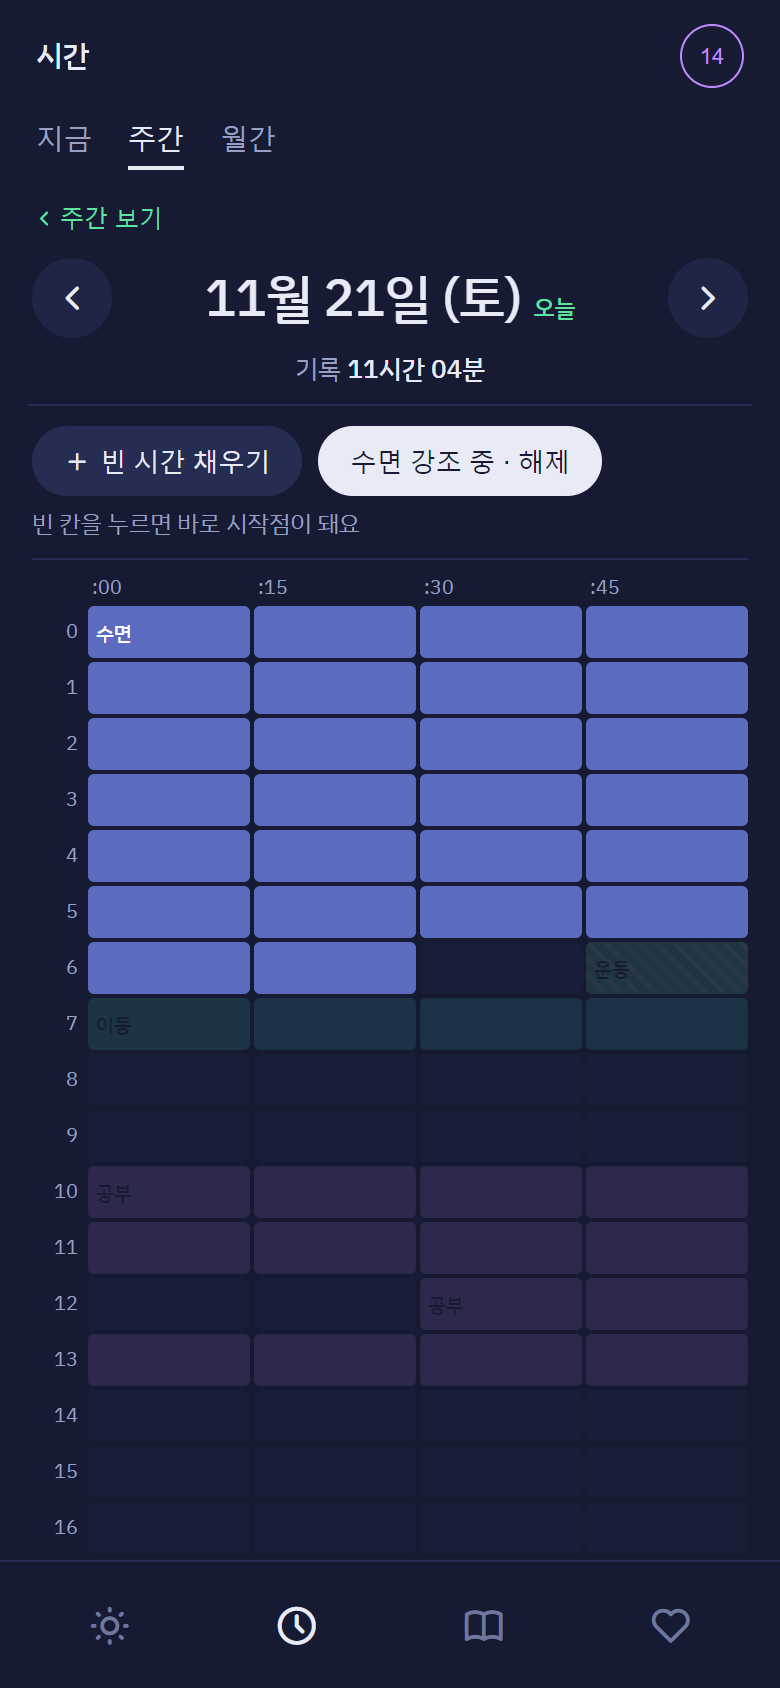 시간
14
지금 주간 월간
주간 보기
11월 21일 (토) 오늘
기록 11시간 04분
+ 빈 시간 채우기
수면 강조 중 · 해제
빈 칸을 누르면 바로 시작점이 돼요
:00 :15 :30 :45
0 수면
1
2
3
4
5
6 운동
7 이동
8
9
10 공부
11
12 공부
13
14
15
16